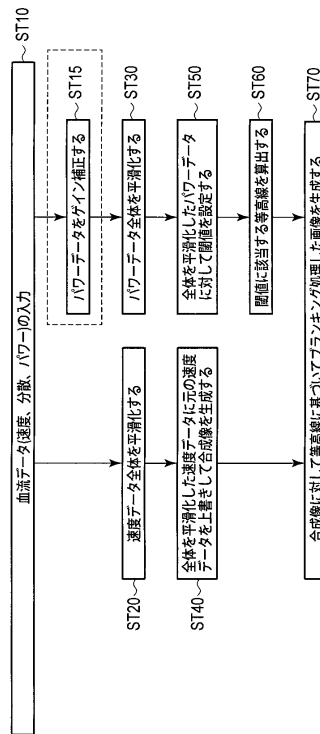 ST10
血流データ(速度、分散、パワー)の入力
ST15
パワーデータをゲイン補正する
ST20
速度データ全体を平滑化する
ST30
パワーデータ全体を平滑化する
ST40
全体を平滑化した速度データに元の速度
データを上書きして合成像を生成する
ST50
全体を平滑化したパワーデータ
に対して閾値を設定する
ST60
閾値に該当する等高線を算出する
ST70
合成像に対して等高線に基づいてブランキング処理した画像を生成する